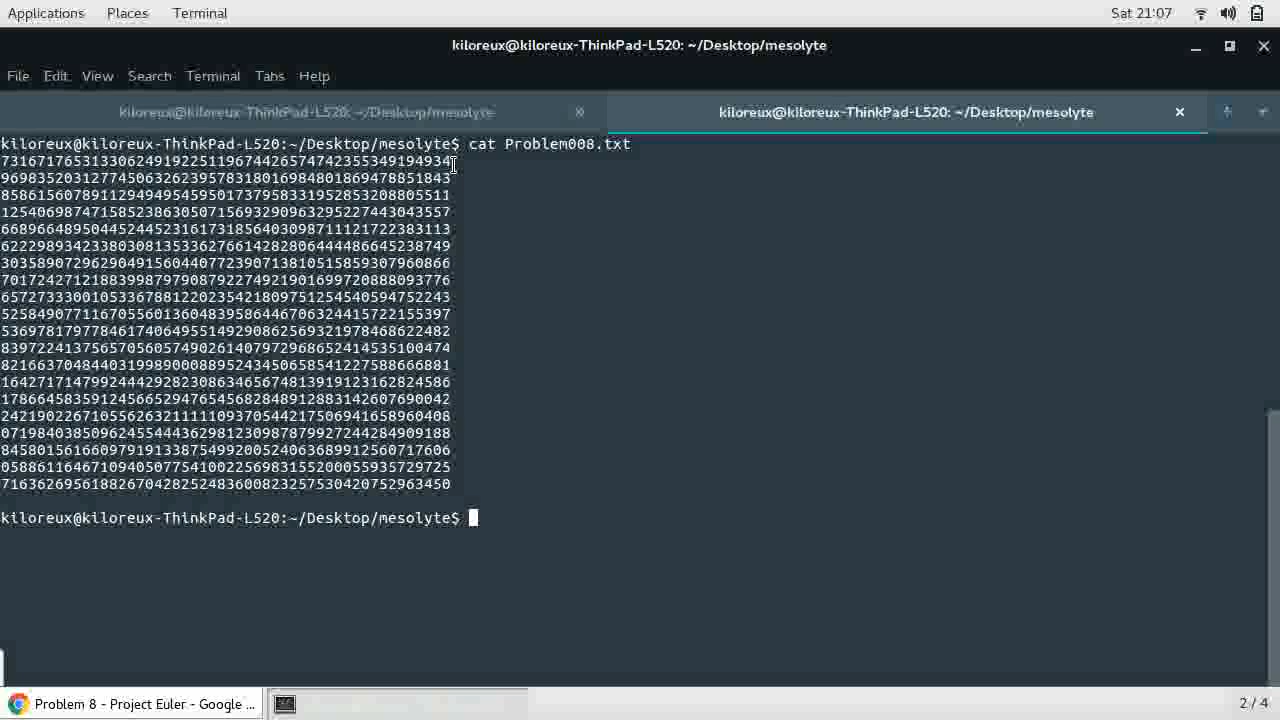 Applications Places Terminal Sat 21:07
kiloreux@kiloreux-ThinkPad-L520: ~/Desktop/mesolyte
File Edit View Search Terminal Tabs Help
kiloreux@kiloreux-ThinkPad-L520: ~/Desktop/mesolyte kiloreux@kiloreux-ThinkPad-L520: ~/Desktop/mesolyte
kiloreux@kiloreux-ThinkPad-L520:~/Desktop/mesolyte$ cat Problem008.txt
73167176531330624919225119674426574742355349194934
96983520312774506326239578318016984801869478851843
85861560789112949495459501737958331952853208805511
12540698747158523863050715693290963295227443043557
66896648950445244523161731856403098711121722383113
62229893423380308135336276614282806444486645238749
30358907296290491560440772390713810515859307960866
70172427121883998797908792274921901699720888093776
65727333001053367881220235421809751254540594752243
52584907711670556013604839586446706324415722155397
53697817977846174064955149290862569321978468622482
83972241375657056057490261407972968652414535100474
82166370484403199890008895243450658541227588666881
16427171479924442928230863465674813919123162824586
17866458359124566529476545682848912883142607690042
24219022671055626321111109370544217506941658960408
07198403850962455444362981230987879927244284909188
84580156166097919133875499200524063689912560717606
05886116467109405077541002256983155200055935729725
71636269561882670428252483600823257530420752963450
kiloreux@kiloreux-ThinkPad-L520:~/Desktop/mesolyte$
Problem 8 - Project Euler - Google ... 2 / 4